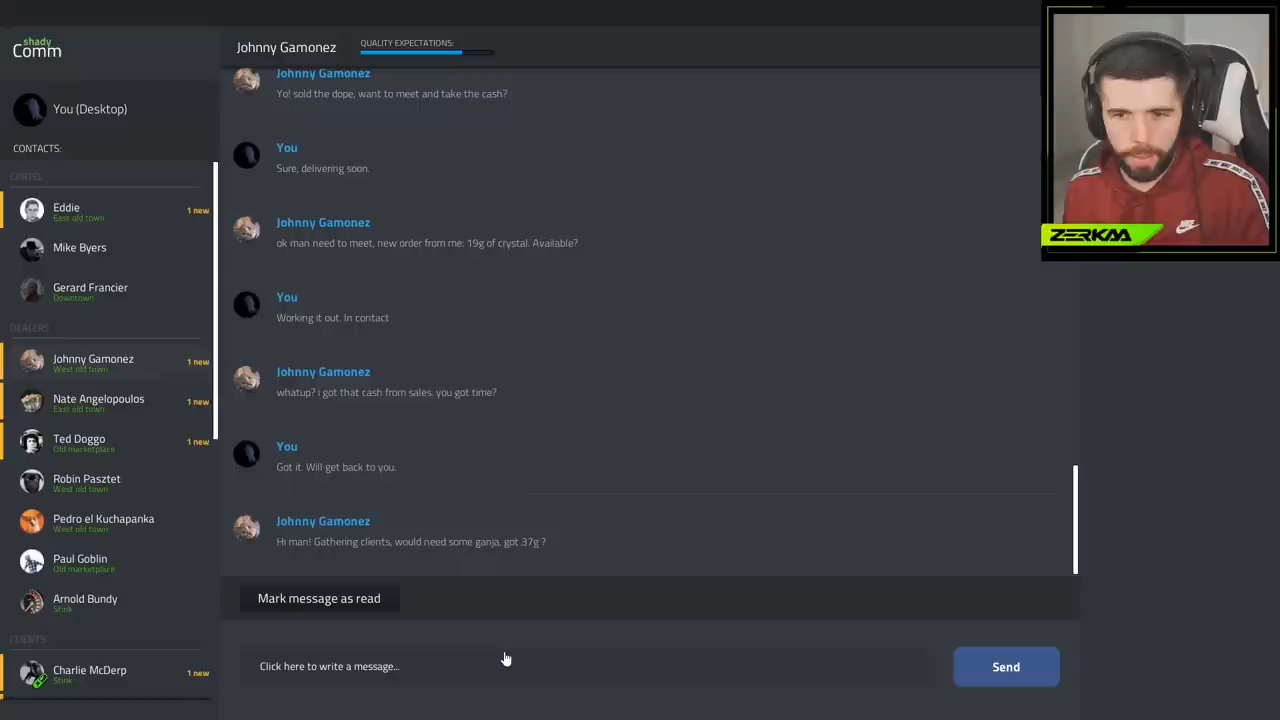 shady
Comm
Johnny Gamonez
QUALITY EXPECTATIONS:
You (Desktop)
CONTACTS:
CARTEL
Eddie
East old town
1 new
Mike Byers
Gerard Francier
Downtown
DEALERS
Johnny Gamonez
West old town
1 new
Nate Angelopoulos
East old town
1 new
Ted Doggo
Old marketplace
1 new
Robin Pasztet
West old town
Pedro el Kuchapanka
West old town
Paul Goblin
Old marketplace
Arnold Bundy
Stink
CLIENTS
Charlie McDerp
Stink
1 new
Johnny Gamonez
Yo! sold the dope, want to meet and take the cash?
You
Sure, delivering soon.
Johnny Gamonez
ok man need to meet, new order from me: 19g of crystal. Available?
You
Working it out. In contact
Johnny Gamonez
whatup? i got that cash from sales. you got time?
You
Got it. Will get back to you.
Johnny Gamonez
Hi man! Gathering clients, would need some ganja, got 37g ?
Mark message as read
Click here to write a message...
Send
ZERKAA